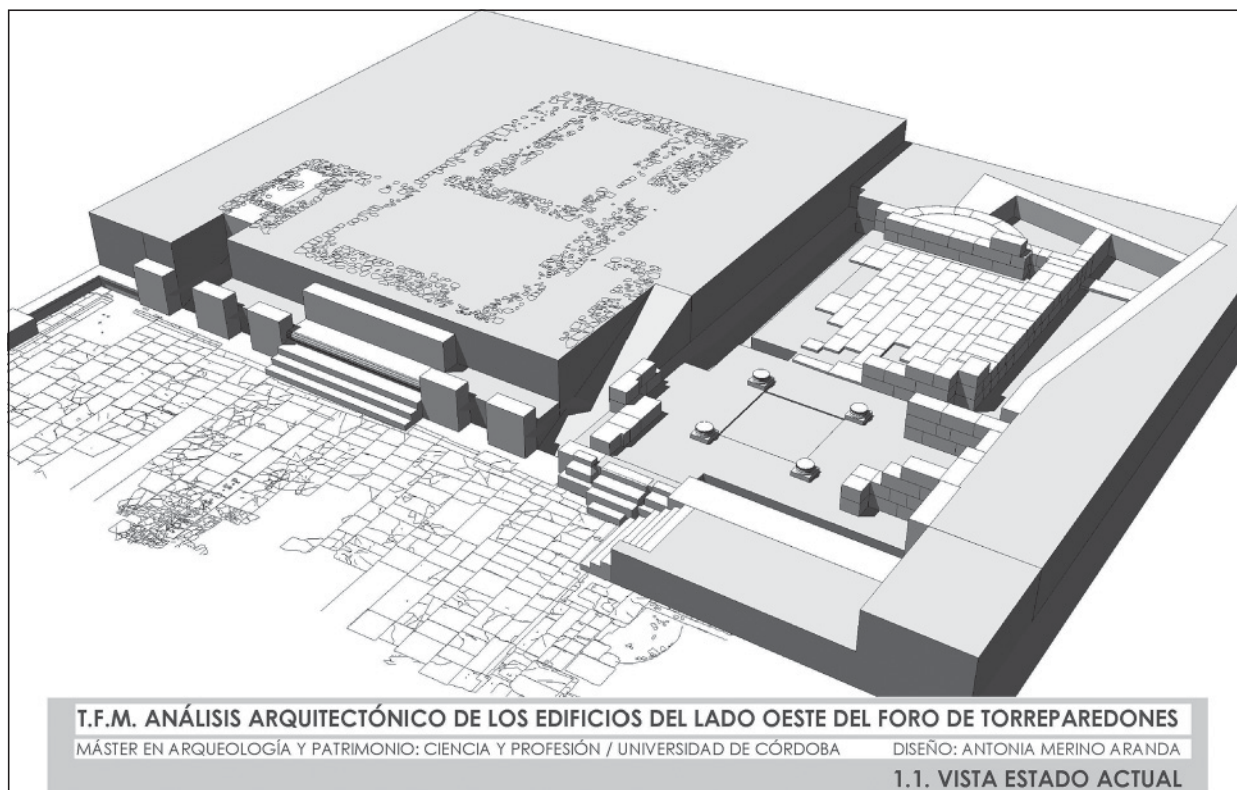 T.F.M. ANÁLISIS ARQUITECTÓNICO DE LOS EDIFICIOS DEL LADO OESTE DEL FORO DE TORREPAREDONES
MÁSTER EN ARQUEOLOGÍA Y PATRIMONIO: CIENCIA Y PROFESIÓN / UNIVERSIDAD DE CÓRDOBA DISEÑO: ANTONIA MERINO ARANDA
1.1. VISTA ESTADO ACTUAL